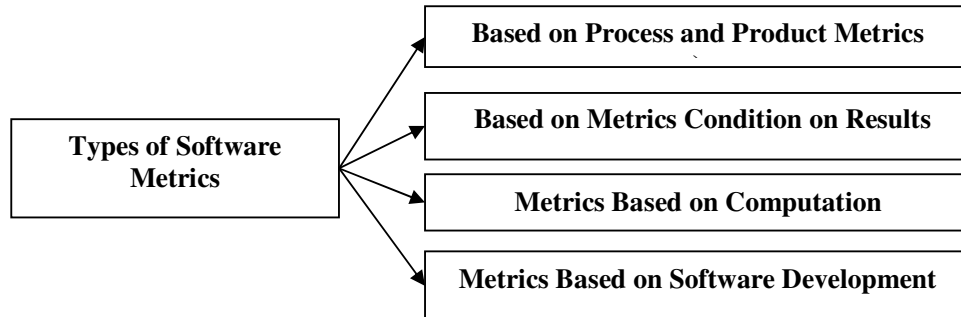 Based on Process and Product Metrics
Based on Metrics Condition on Results
Types of Software
Metrics
Metrics Based on Computation
Metrics Based on Software Development